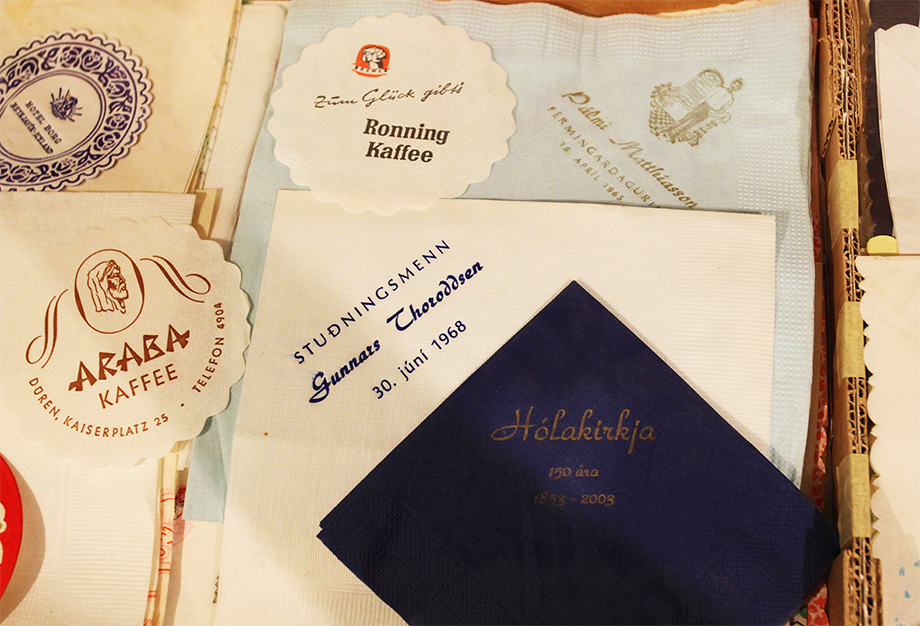 HOTEL BORG
REYKJAVIK-ICELAND
Zum Glück gibt's
Ronning
Kaffee
Pálmi Matthíasson
FERMINGARDAGUR
15. APRÍL 1963
ARABA
KAFFEE
DÜREN, KAISERPLATZ 25 • TELEFON 4904
STUÐNINGSMENN
Gunnars Thoroddsen
30. júní 1968
Hólakirkja
150 ára
1853 - 2003